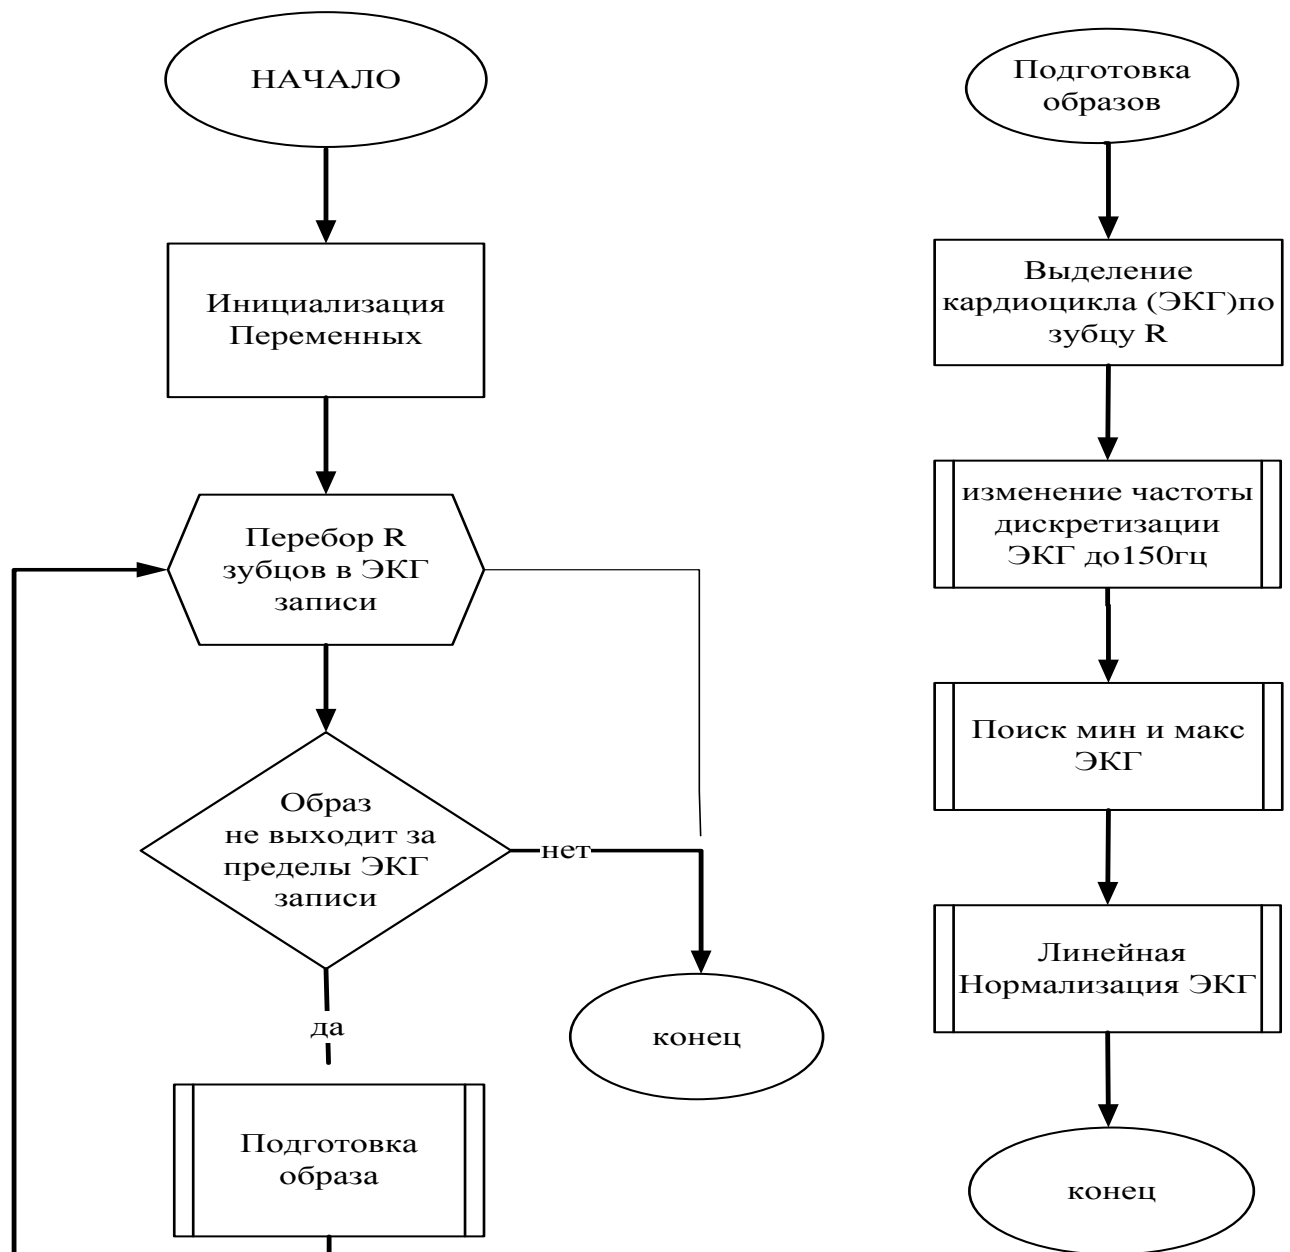 НАЧАЛО
Инициализация
Переменных
Перебор R
зубцов в ЭКГ
записи
Образ
не выходит за
пределы ЭКГ
записи
нет
да
конец
Подготовка
образа
Подготовка
образов
Выделение
кардиоцикла (ЭКГ)по
зубцу R
изменение частоты
дискретизации
ЭКГ до150гц
Поиск мин и макс
ЭКГ
Линейная
Нормализация ЭКГ
конец